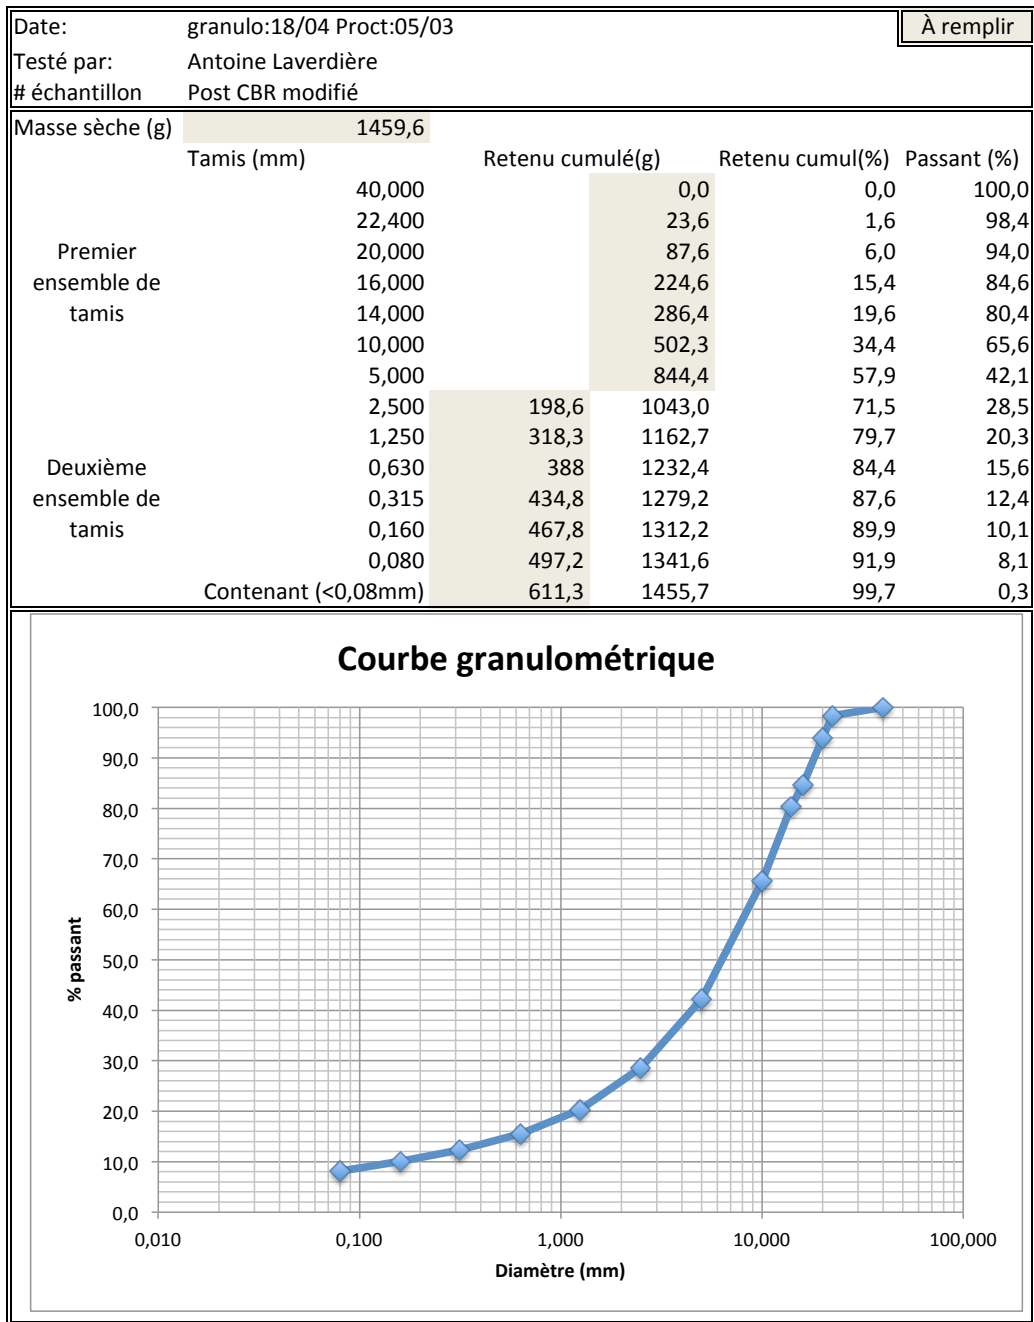 Date: granulo:18/04 Proct:05/03 À remplir
Testé par: Antoine Laverdière
# échantillon Post CBR modifié
Masse sèche (g) 1459,6
Tamis (mm) Retenu cumulé(g) Retenu cumul(%) Passant (%)
40,000 0,0 0,0 100,0
22,400 23,6 1,6 98,4
Premier 20,000 87,6 6,0 94,0
ensemble de 16,000 224,6 15,4 84,6
tamis 14,000 286,4 19,6 80,4
10,000 502,3 34,4 65,6
5,000 844,4 57,9 42,1
2,500 198,6 1043,0 71,5 28,5
1,250 318,3 1162,7 79,7 20,3
Deuxième 0,630 388 1232,4 84,4 15,6
ensemble de 0,315 434,8 1279,2 87,6 12,4
tamis 0,160 467,8 1312,2 89,9 10,1
0,080 497,2 1341,6 91,9 8,1
Contenant (<0,08mm) 611,3 1455,7 99,7 0,3
Courbe granulométrique
100,0
90,0
80,0
70,0
60,0
50,0
40,0
30,0
20,0
10,0
0,0
% passant
0,010 0,100 1,000 10,000 100,000
Diamètre (mm)